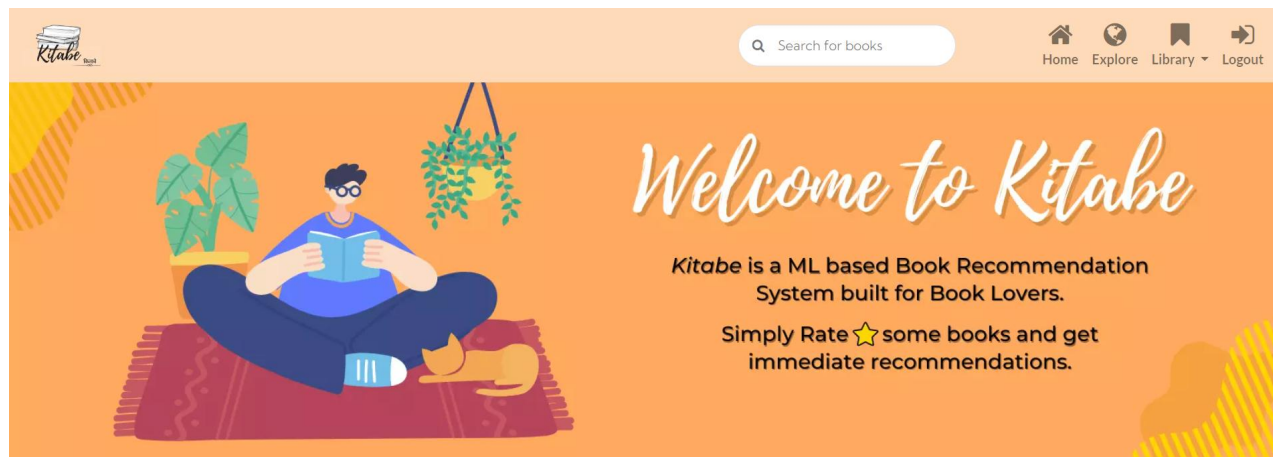 Kitabe
Search for books
Home Explore Library Logout
Welcome to Kitabe
Kitabe is a ML based Book Recommendation
System built for Book Lovers.
Simply Rate some books and get
immediate recommendations.